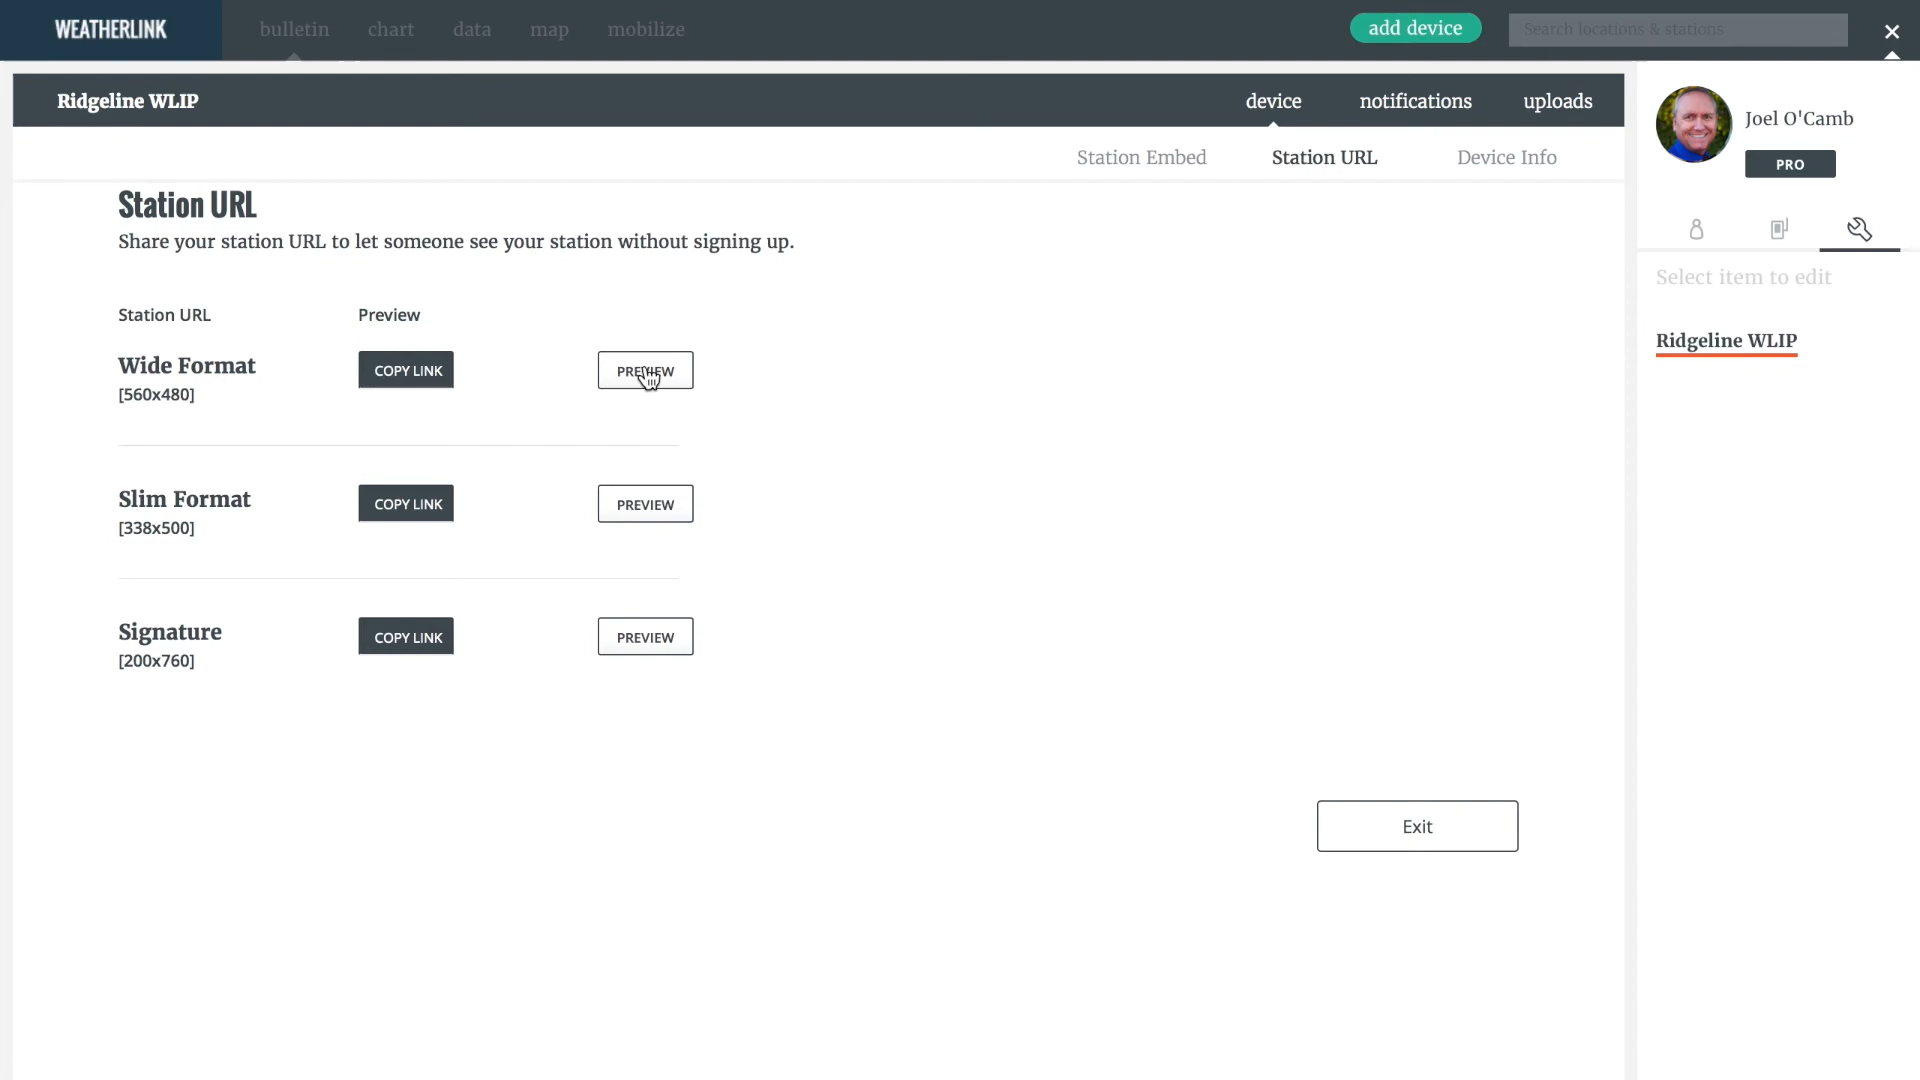 WEATHERLINK
bulletin
chart
data
map
mobilize
add device
Search locations & stations
Ridgeline WLIP
device
notifications
uploads
Joel O'Camb
PRO
Station Embed
Station URL
Device Info
Station URL
Share your station URL to let someone see your station without signing up.
Select item to edit
Station URL
Preview
Ridgeline WLIP
Wide Format
COPY LINK
PREVIEW
[560x480]
Slim Format
COPY LINK
PREVIEW
[338x500]
Signature
COPY LINK
PREVIEW
[200x760]
Exit